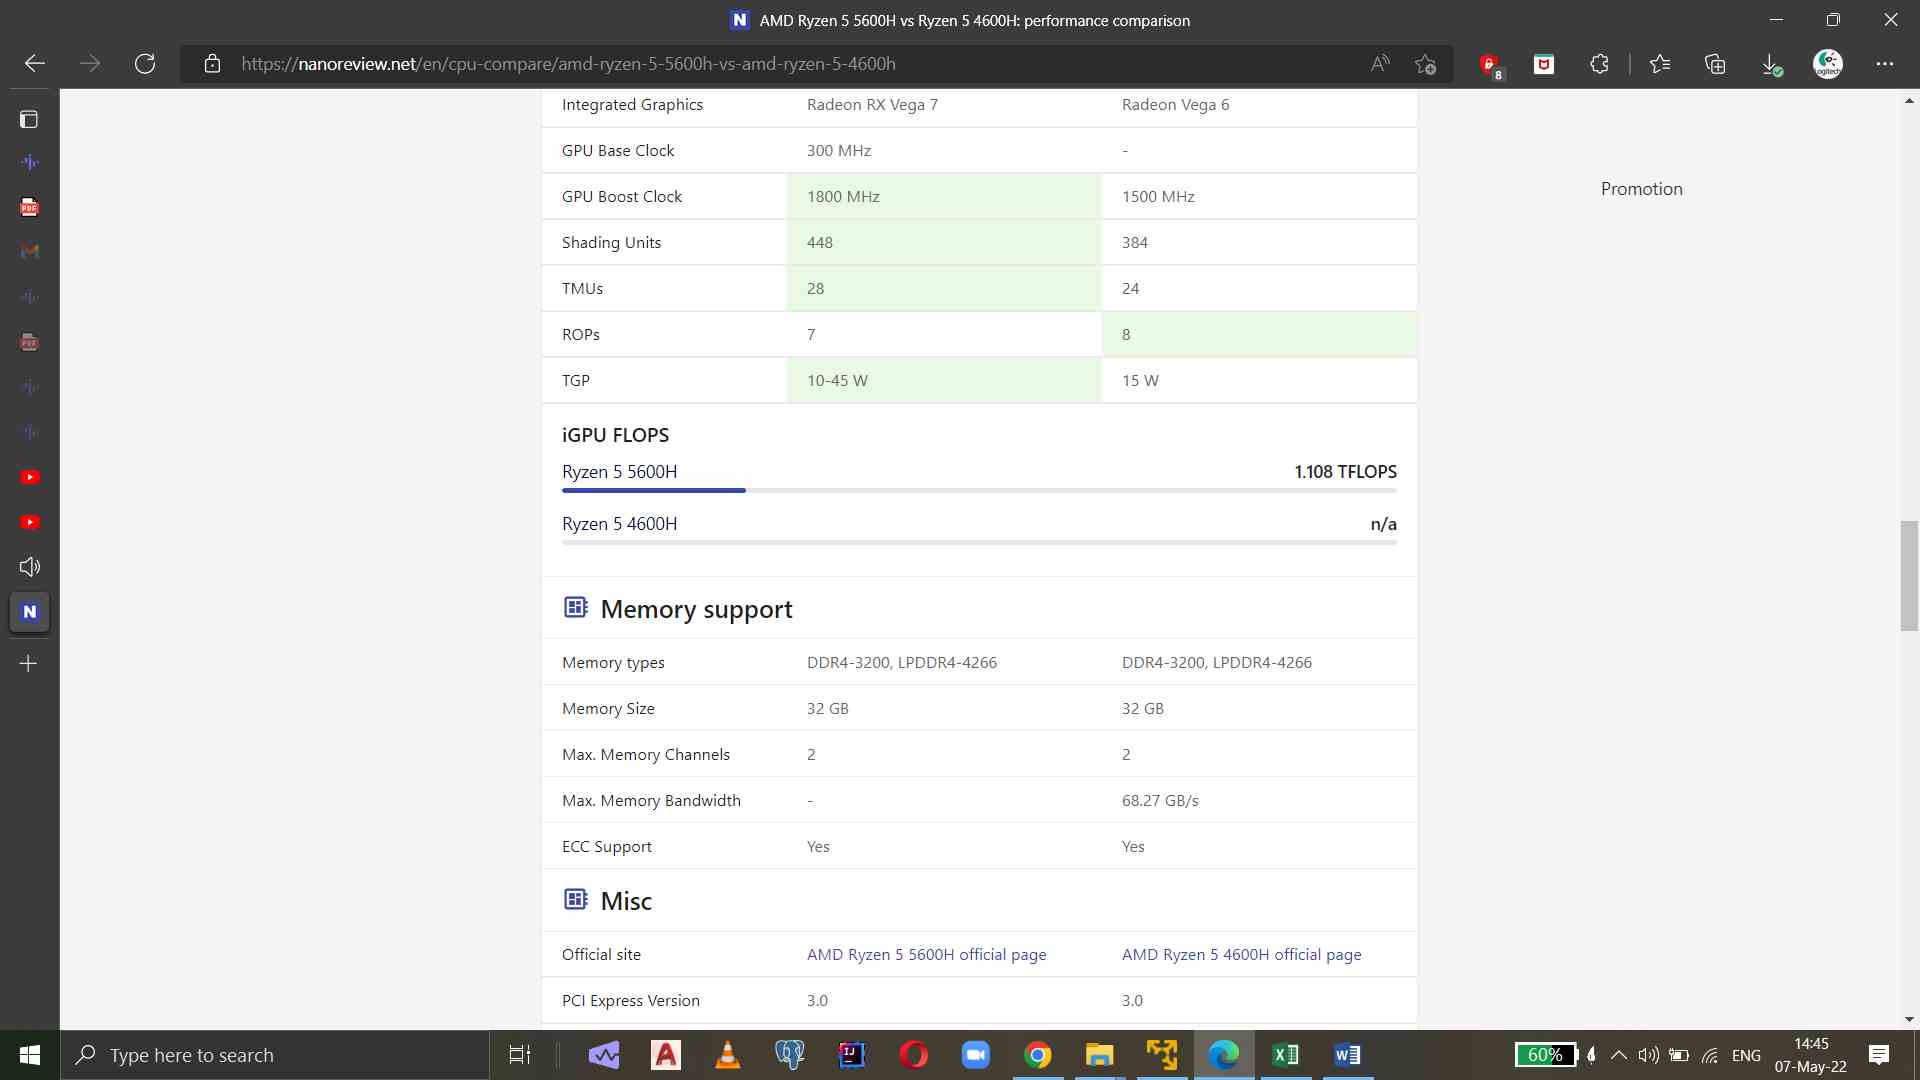 AMD Ryzen 5 5600H vs Ryzen 5 4600H: performance comparison
https://nanoreview.net/en/cpu-compare/amd-ryzen-5-5600h-vs-amd-ryzen-5-4600h
8
Integrated Graphics Radeon RX Vega 7 Radeon Vega 6
GPU Base Clock 300 MHz -
GPU Boost Clock 1800 MHz 1500 MHz
Promotion
Shading Units 448 384
TMUs 28 24
ROPs 7 8
TGP 10-45 W 15 W
iGPU FLOPS
Ryzen 5 5600H 1.108 TFLOPS
Ryzen 5 4600H n/a
Memory support
Memory types DDR4-3200, LPDDR4-4266 DDR4-3200, LPDDR4-4266
Memory Size 32 GB 32 GB
Max. Memory Channels 2 2
Max. Memory Bandwidth - 68.27 GB/s
ECC Support Yes Yes
Misc
Official site AMD Ryzen 5 5600H official page AMD Ryzen 5 4600H official page
PCI Express Version 3.0 3.0
Type here to search
60%
ENG
14:45
07-May-22